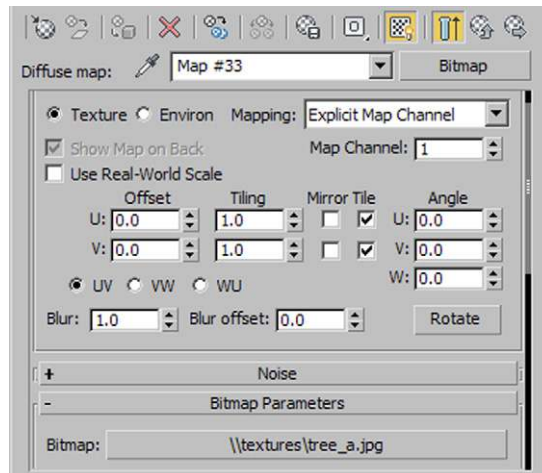 Diffuse map: Map #33 Bitmap
Texture Environ Mapping: Explicit Map Channel
Show Map on Back Map Channel: 1
Use Real-World Scale
Offset Tiling Mirror Tile Angle
U: 0.0 1.0 U: 0.0
V: 0.0 1.0 V: 0.0
UV VW WU W: 0.0
Blur: 1.0 Blur offset: 0.0 Rotate
+ Noise
- Bitmap Parameters
Bitmap: \\textures\tree_a.jpg